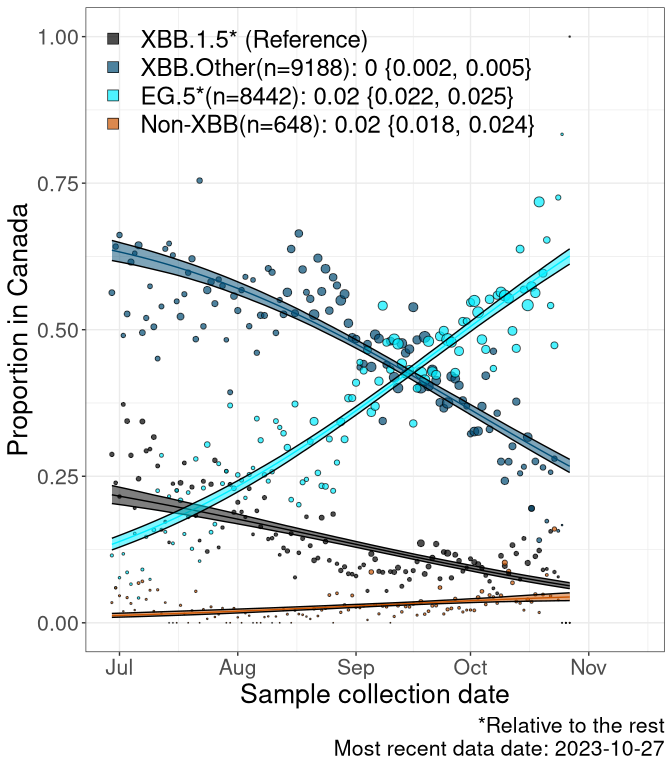 1.00
0.75
0.50
0.25
0.00
Proportion in Canada
XBB.1.5* (Reference)
XBB.Other(n=9188): 0 {0.002, 0.005}
EG.5*(n=8442): 0.02 {0.022, 0.025}
Non-XBB(n=648): 0.02 {0.018, 0.024}
Jul Aug Sep Oct Nov
Sample collection date
*Relative to the rest
Most recent data date: 2023-10-27